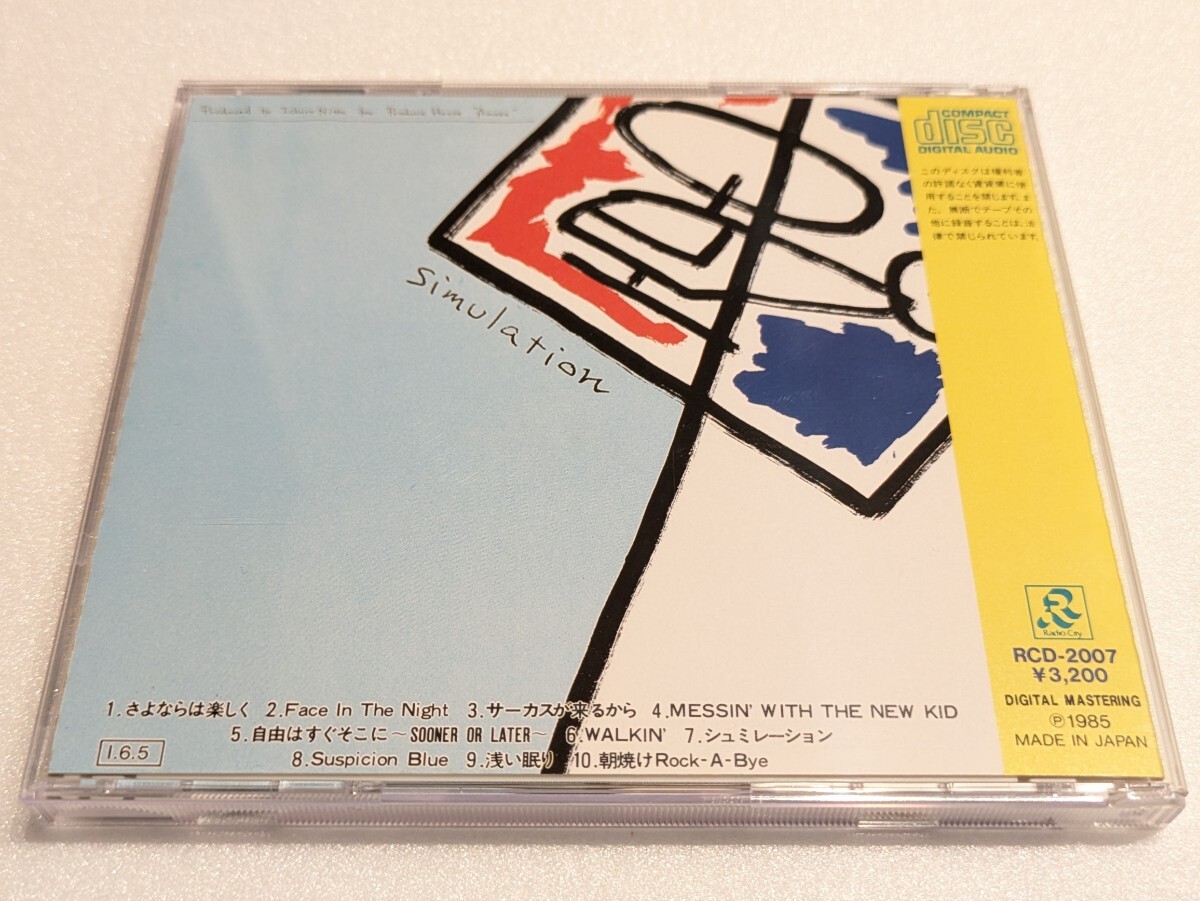 COMPACT
disc
DIGITAL AUDIO
このディスクは権利者
の許諾なく賃貸業に使
用することを禁じます。ま
た、無断でテープその
他に録音することは、法
律で禁じられています。
simulation
Radio City
RCD-2007
¥3,200
DIGITAL MASTERING
Ⓟ1985
MADE IN JAPAN
1.さよならは楽しく 2.Face In The Night 3.サーカスが来るから 4.MESSIN' WITH THE NEW KID
5.自由はすぐそこに〜SOONER OR LATER〜 6.WALKIN' 7.シュミレーション
8.Suspicion Blue 9.浅い眠り 10.朝焼けRock-A-Bye
1.6.5